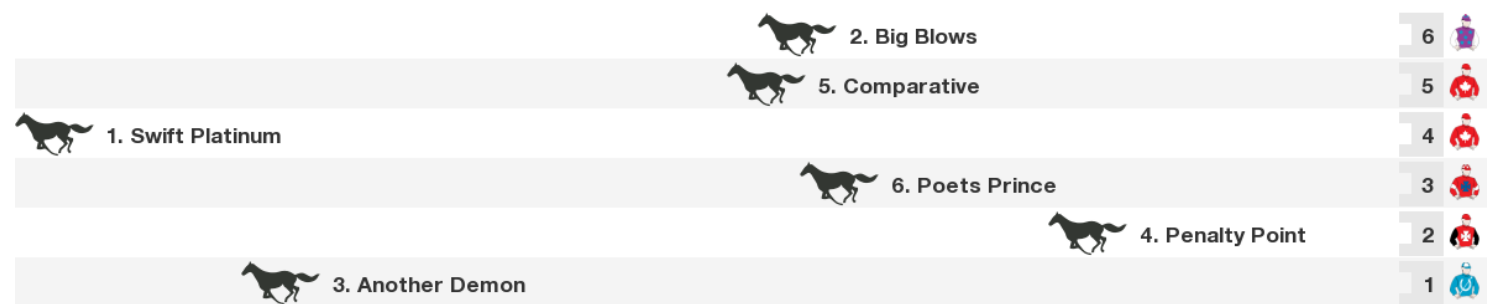 2. Big Blows 6
5. Comparative 5
1. Swift Platinum 4
6. Poets Prince 3
4. Penalty Point 2
3. Another Demon 1